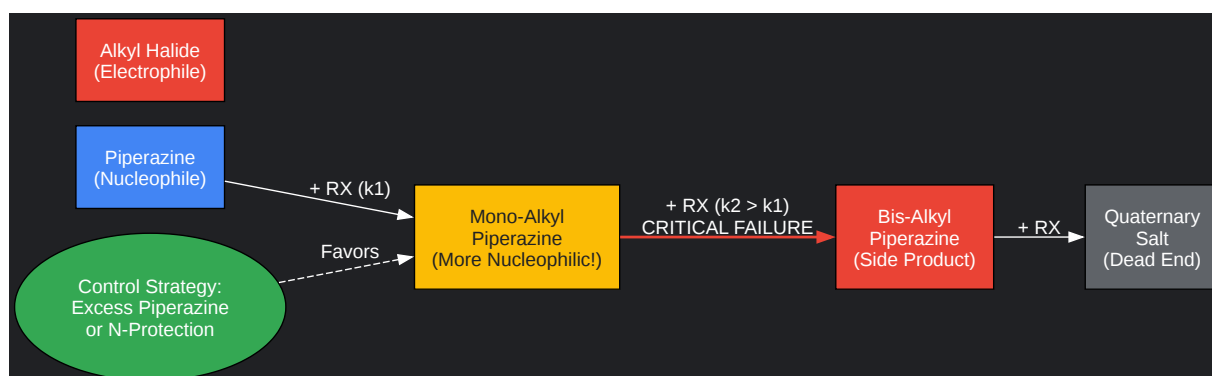 Alkyl Halide
(Electrophile)
Piperazine
(Nucleophile)
+ RX (k1)
Mono-Alkyl
Piperazine
(More Nucleophilic!)
+ RX (k2 > k1)
CRITICAL FAILURE
Bis-Alkyl
Piperazine
(Side Product)
+ RX
Quaternary
Salt
(Dead End)
Favors
Control Strategy:
Excess Piperazine
or N-Protection